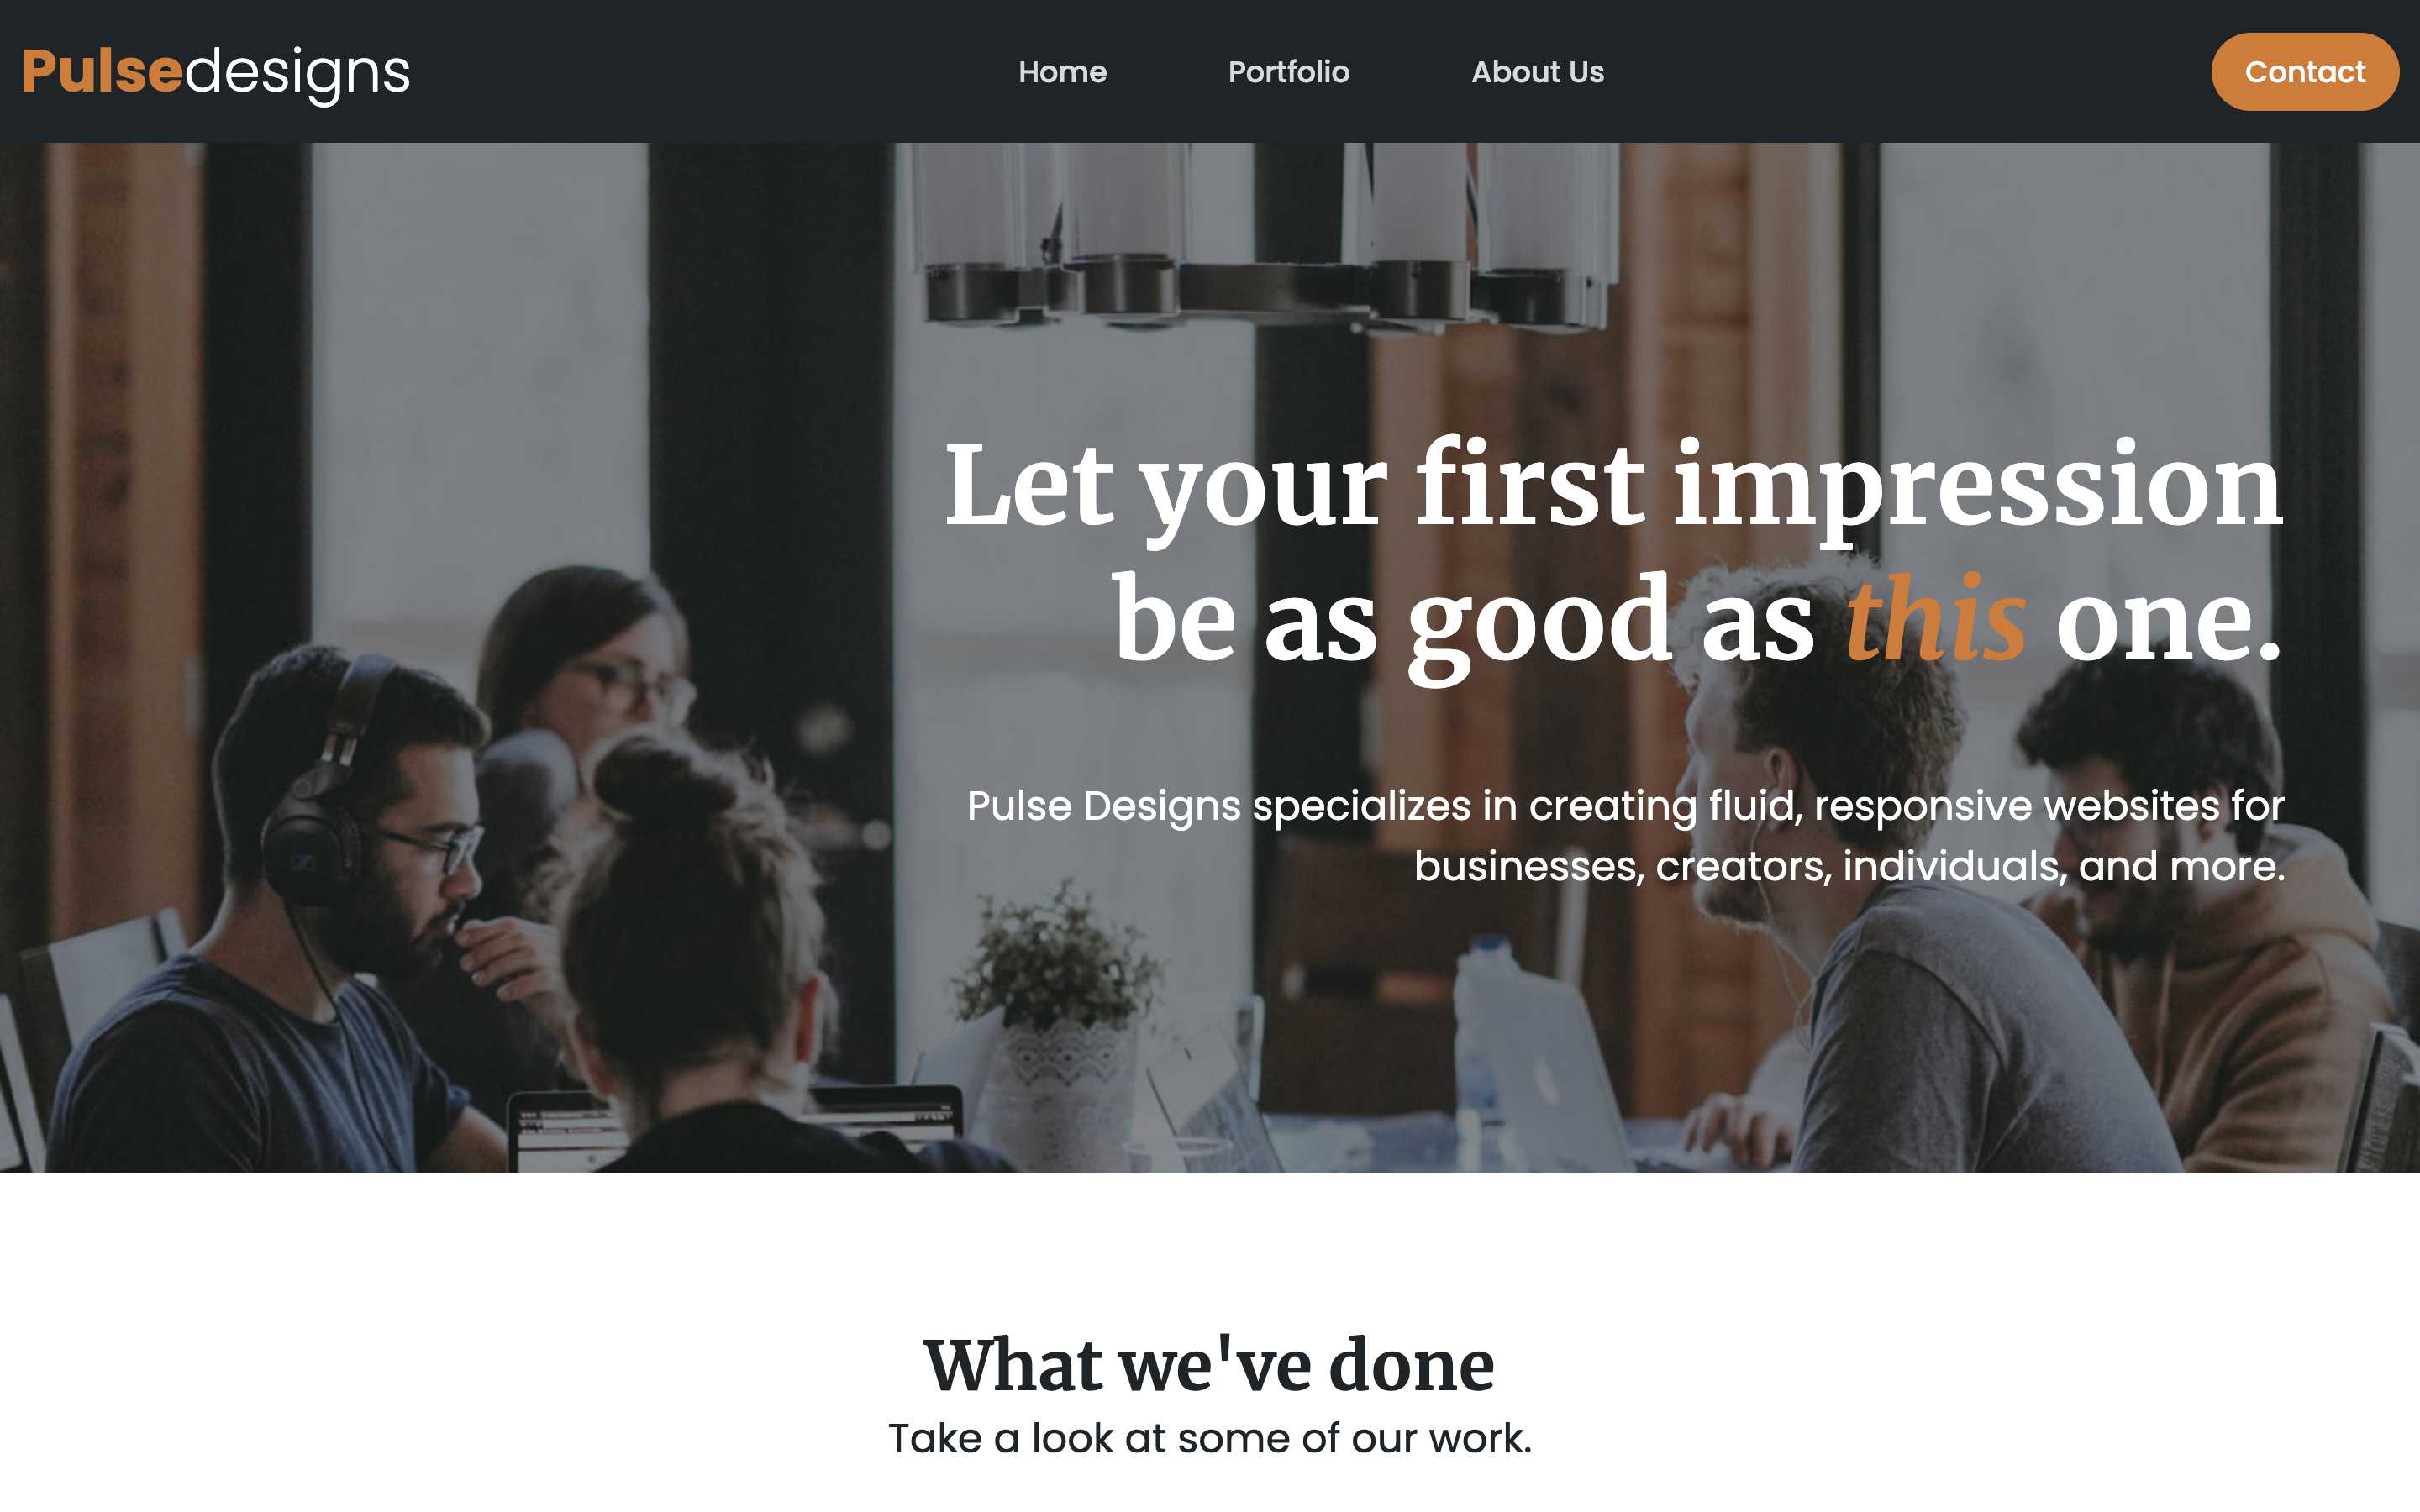 Pulsedesigns
Home
Portfolio
About Us
Contact
Let your first impression
be as good as this one.
Pulse Designs specializes in creating fluid, responsive websites for
businesses, creators, individuals, and more.
What we've done
Take a look at some of our work.